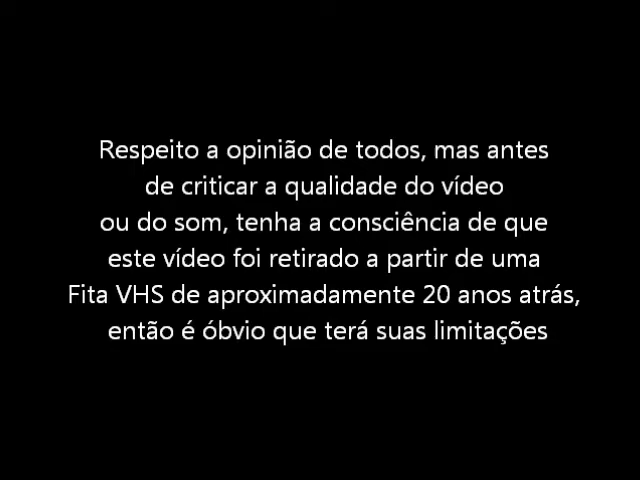 Respeito a opinião de todos, mas antes
de criticar a qualidade do vídeo
ou do som, tenha a consciência de que
este vídeo foi retirado a partir de uma
Fita VHS de aproximadamente 20 anos atrás,
então é óbvio que terá suas limitações